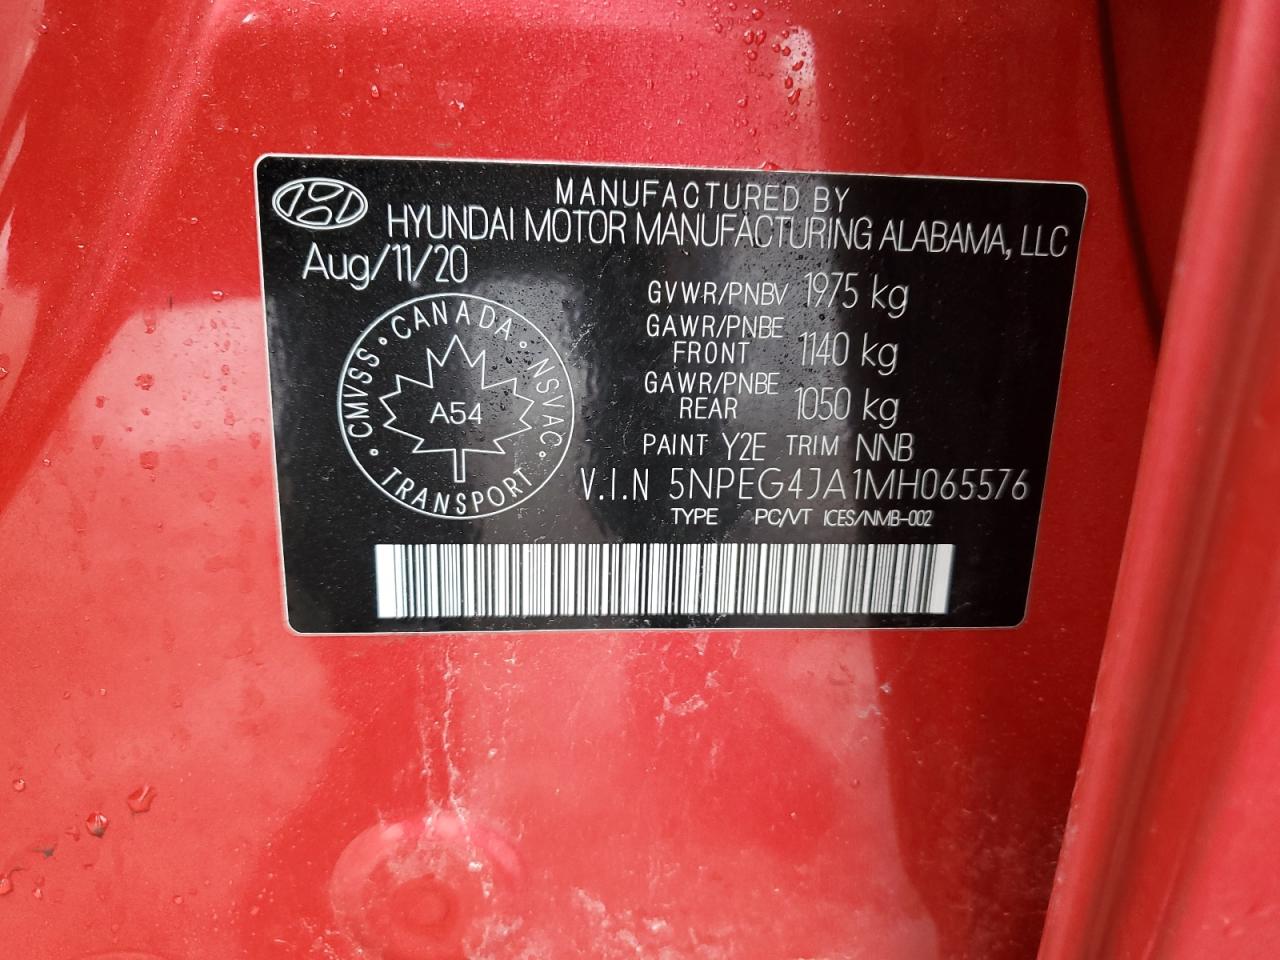 MANUFACTURED BY
HYUNDAI MOTOR MANUFACTURING ALABAMA, LLC
Aug/11/20
GVWR/PNBV 1975 kg
GAWR/PNBE FRONT 1140 kg
GAWR/PNBE REAR 1050 kg
PAINT Y2E TRIM NNB
V.I.N 5NPEG4JA1MH065576
TYPE PC/VT ICES/NMB-002
CANADA · NSVAC · TRANSPORT · CMVSS ·
A54